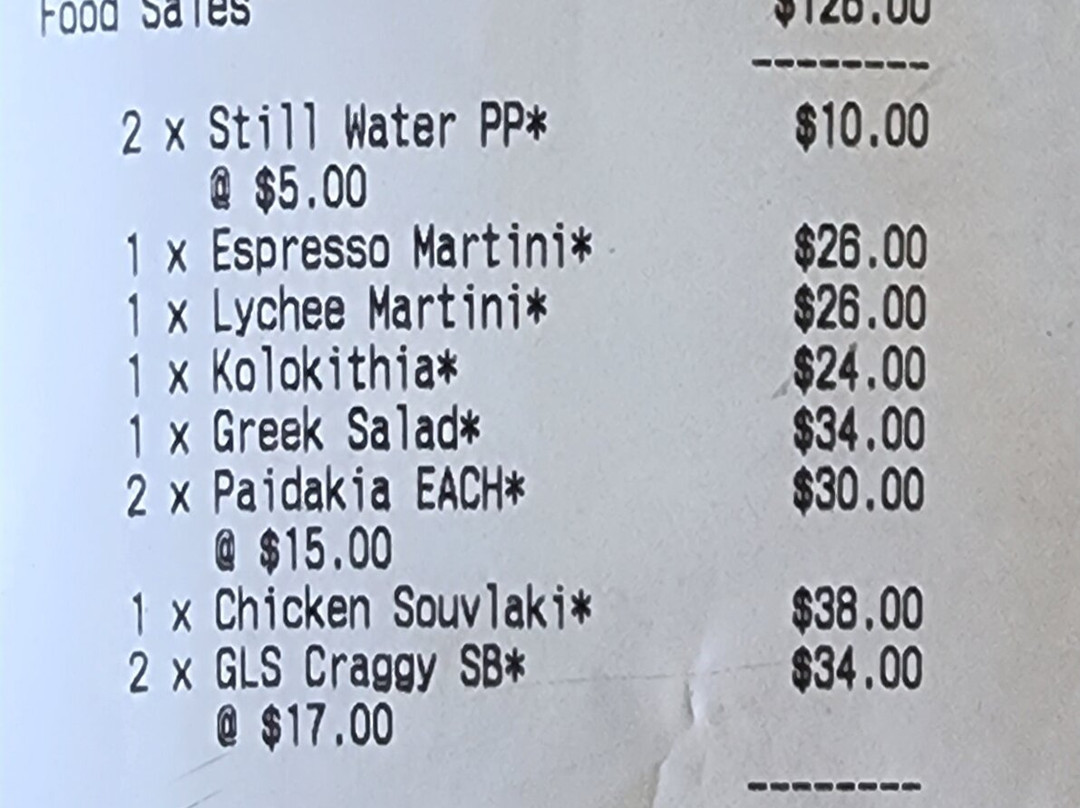 Food Sales $126.00
--------
2 x Still Water PP* $10.00
@ $5.00
1 x Espresso Martini* $26.00
1 x Lychee Martini* $26.00
1 x Kolokithia* $24.00
1 x Greek Salad* $34.00
2 x Paidakia EACH* $30.00
@ $15.00
1 x Chicken Souvlaki* $38.00
2 x GLS Craggy SB* $34.00
@ $17.00
--------